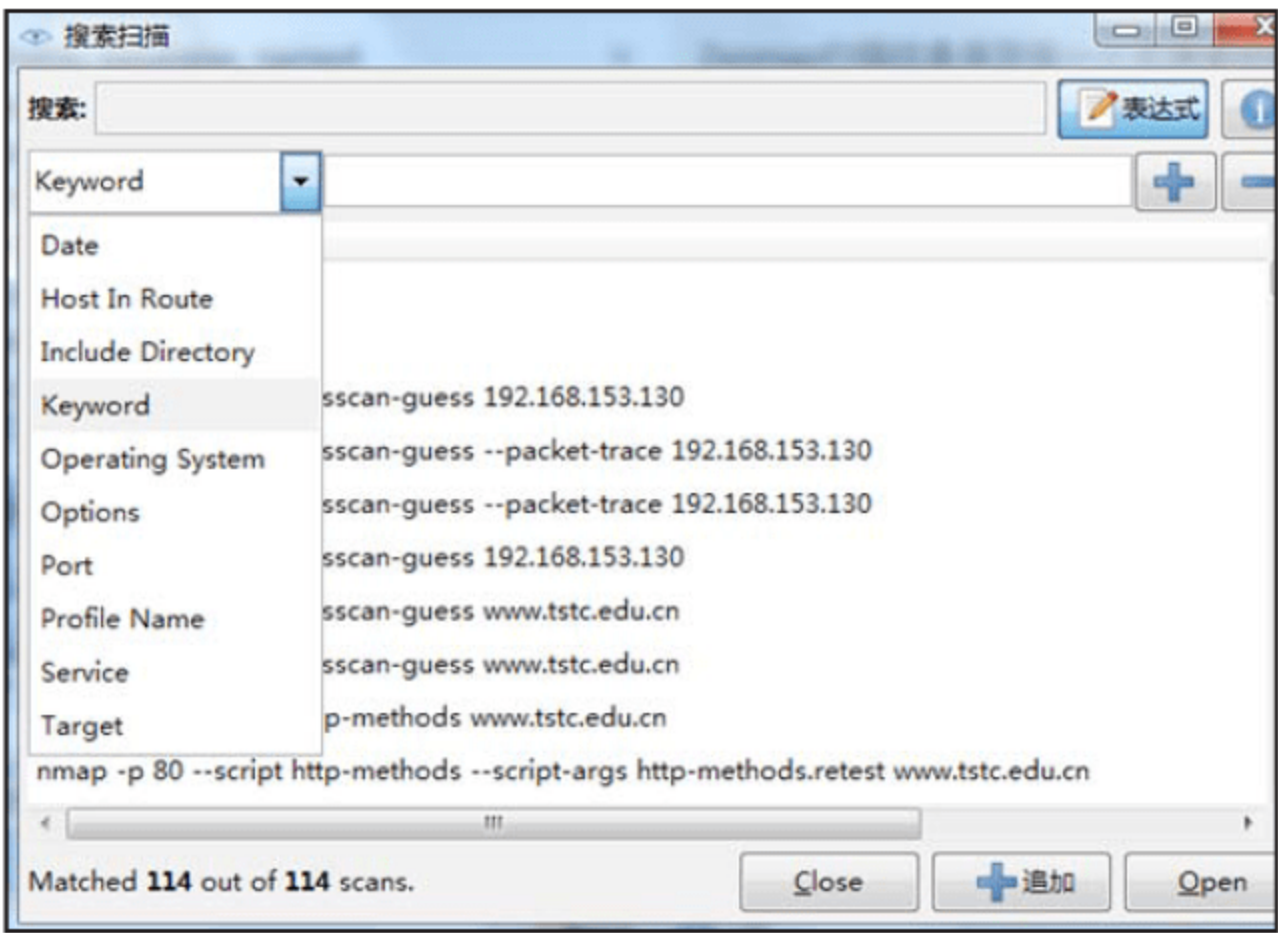 搜索扫描
搜索:
表达式
Keyword
Date
Host In Route
Include Directory
Keyword
sscan-guess 192.168.153.130
Operating System
sscan-guess --packet-trace 192.168.153.130
Options
sscan-guess --packet-trace 192.168.153.130
Port
sscan-guess 192.168.153.130
Profile Name
sscan-guess www.tstc.edu.cn
Service
sscan-guess www.tstc.edu.cn
Target
p-methods www.tstc.edu.cn
nmap -p 80 --script http-methods --script-args http-methods.retest www.tstc.edu.cn
Matched 114 out of 114 scans.
Close
追加
Open